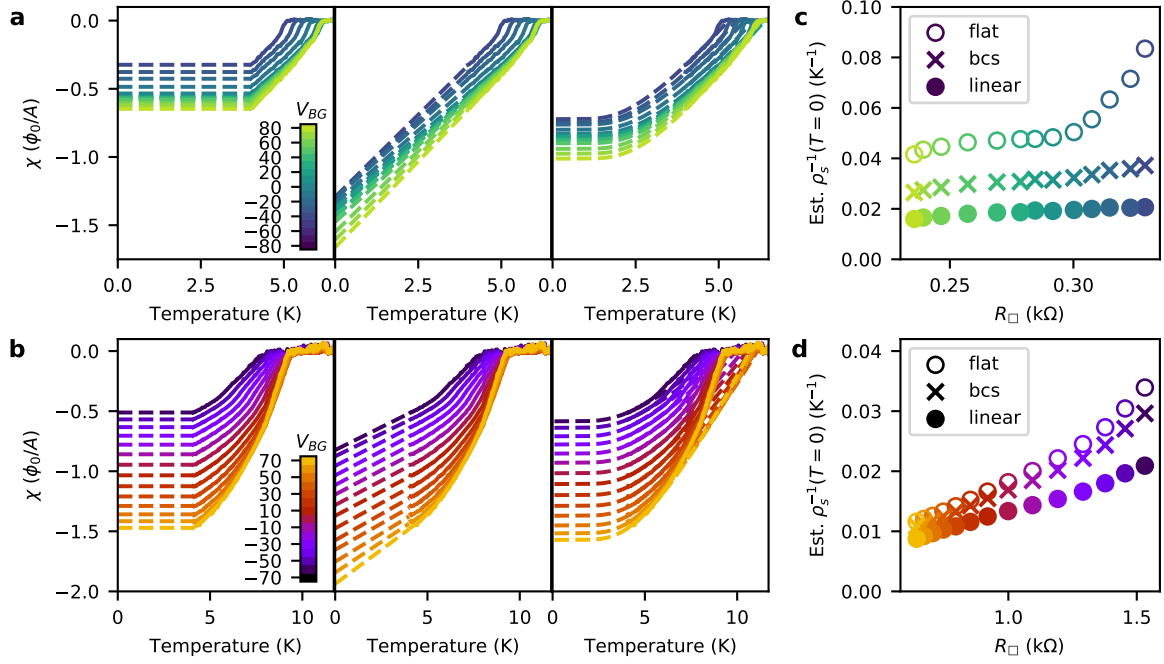 a
0.0
−0.5
−1.0
−1.5
χ (ϕ₀/A)
V_BG
80
60
40
20
0
−20
−40
−60
−80
0.0 2.5 5.0
0.0 2.5 5.0
0.0 2.5 5.0
Temperature (K)
Temperature (K)
Temperature (K)
c
0.10
0.08
0.06
0.04
0.02
0.00
Est. ρₛ⁻¹(T = 0) (K⁻¹)
flat
bcs
linear
0.25 0.30
R□ (kΩ)
b
0.0
−0.5
−1.0
−1.5
−2.0
χ (ϕ₀/A)
V_BG
70
50
30
10
−10
−30
−50
−70
0 5 10
0 5 10
0 5 10
Temperature (K)
Temperature (K)
Temperature (K)
d
0.04
0.03
0.02
0.01
0.00
Est. ρₛ⁻¹(T = 0) (K⁻¹)
flat
bcs
linear
1.0 1.5
R□ (kΩ)